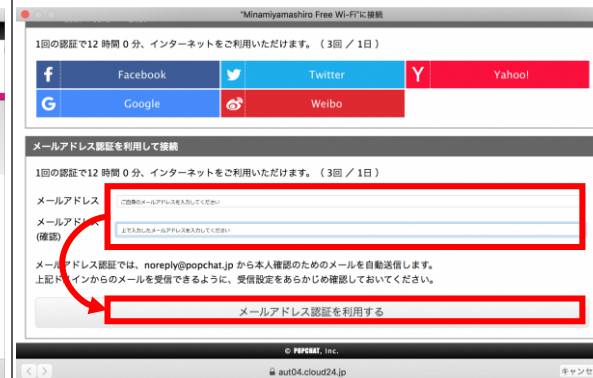 "Minamiyamashiro Free Wi-Fi"に接続
1回の認証で12 時間 0 分、インターネットをご利用いただけます。（ 3回 ／ 1日 ）
f Facebook Twitter Y Yahoo!
G Google Weibo
メールアドレス認証を利用して接続
1回の認証で12 時間 0 分、インターネットをご利用いただけます。（ 3回 ／ 1日 ）
メールアドレス ご自身のメールアドレスを入力してください
メールアドレス
(確認) 上で入力したメールアドレスを入力してください
メールアドレス認証では、noreply@popchat.jp から本人確認のためのメールを自動送信します。
上記ドメインからのメールを受信できるように、受信設定をあらかじめ確認しておいてください。
メールアドレス認証を利用する
© POPCHAT, Inc.
< > aut04.cloud24.jp キャンセ